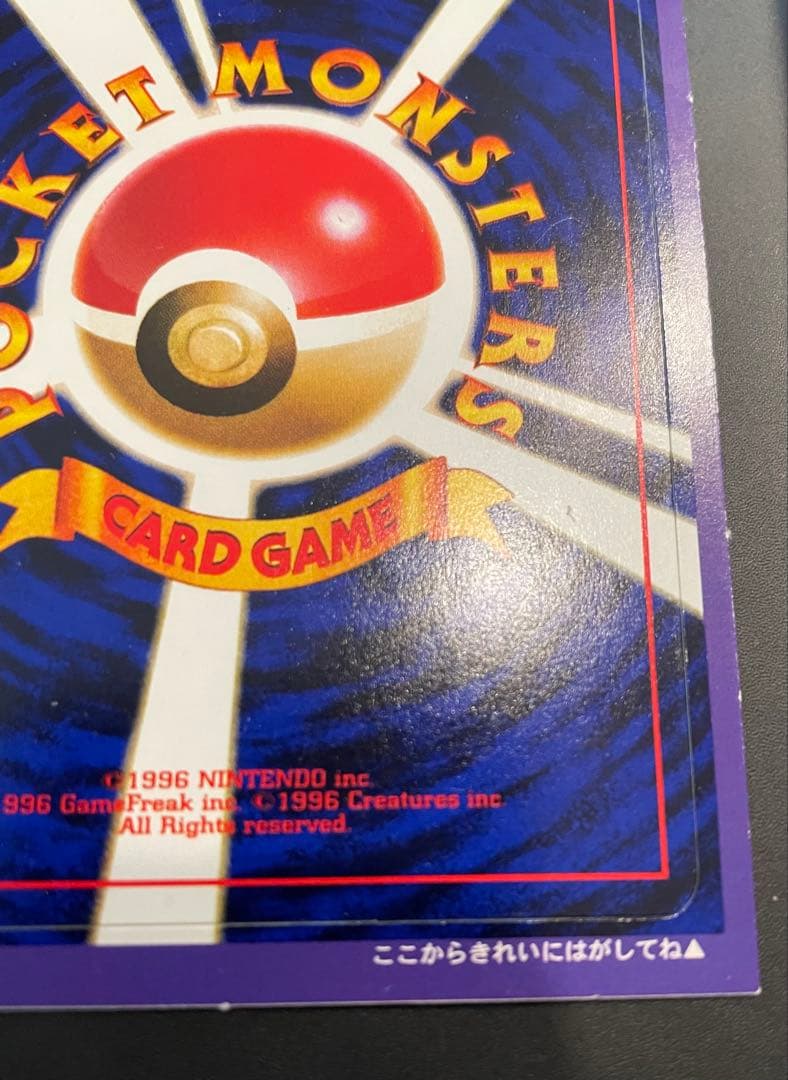 POCKET MONSTERS
CARD GAME
©1996 NINTENDO inc.
996 GameFreak inc. ©1996 Creatures inc.
All Rights reserved.
ここからきれいにはがしてね▲